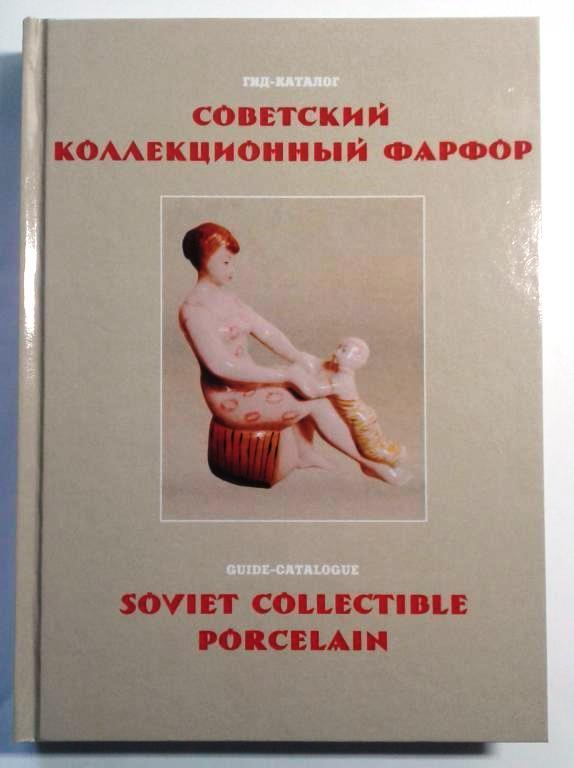 ГИД-КАТАЛОГ
СОВЕТСКИЙ
КОЛЛЕКЦИОННЫЙ ФАРФОР
GUIDE-CATALOGUE
SOVIET COLLECTIBLE
PORCELAIN